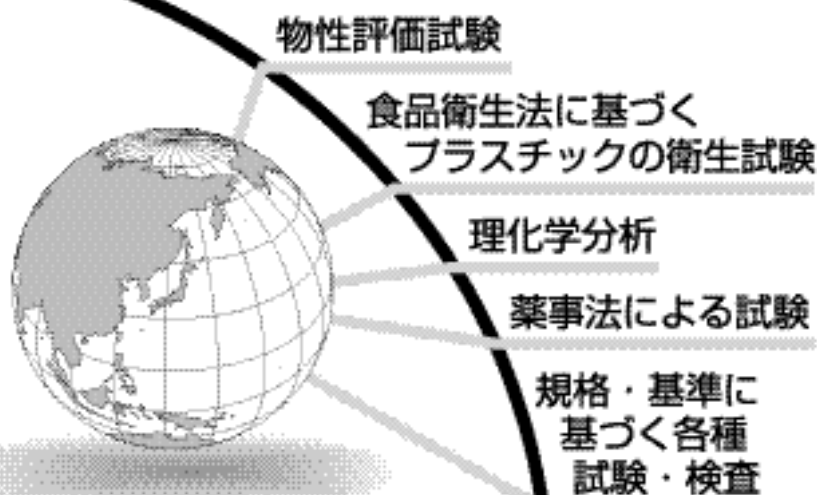 物性評価試験
食品衛生法に基づく
プラスチックの衛生試験
理化学分析
薬事法による試験
規格・基準に
基づく各種
試験・検査